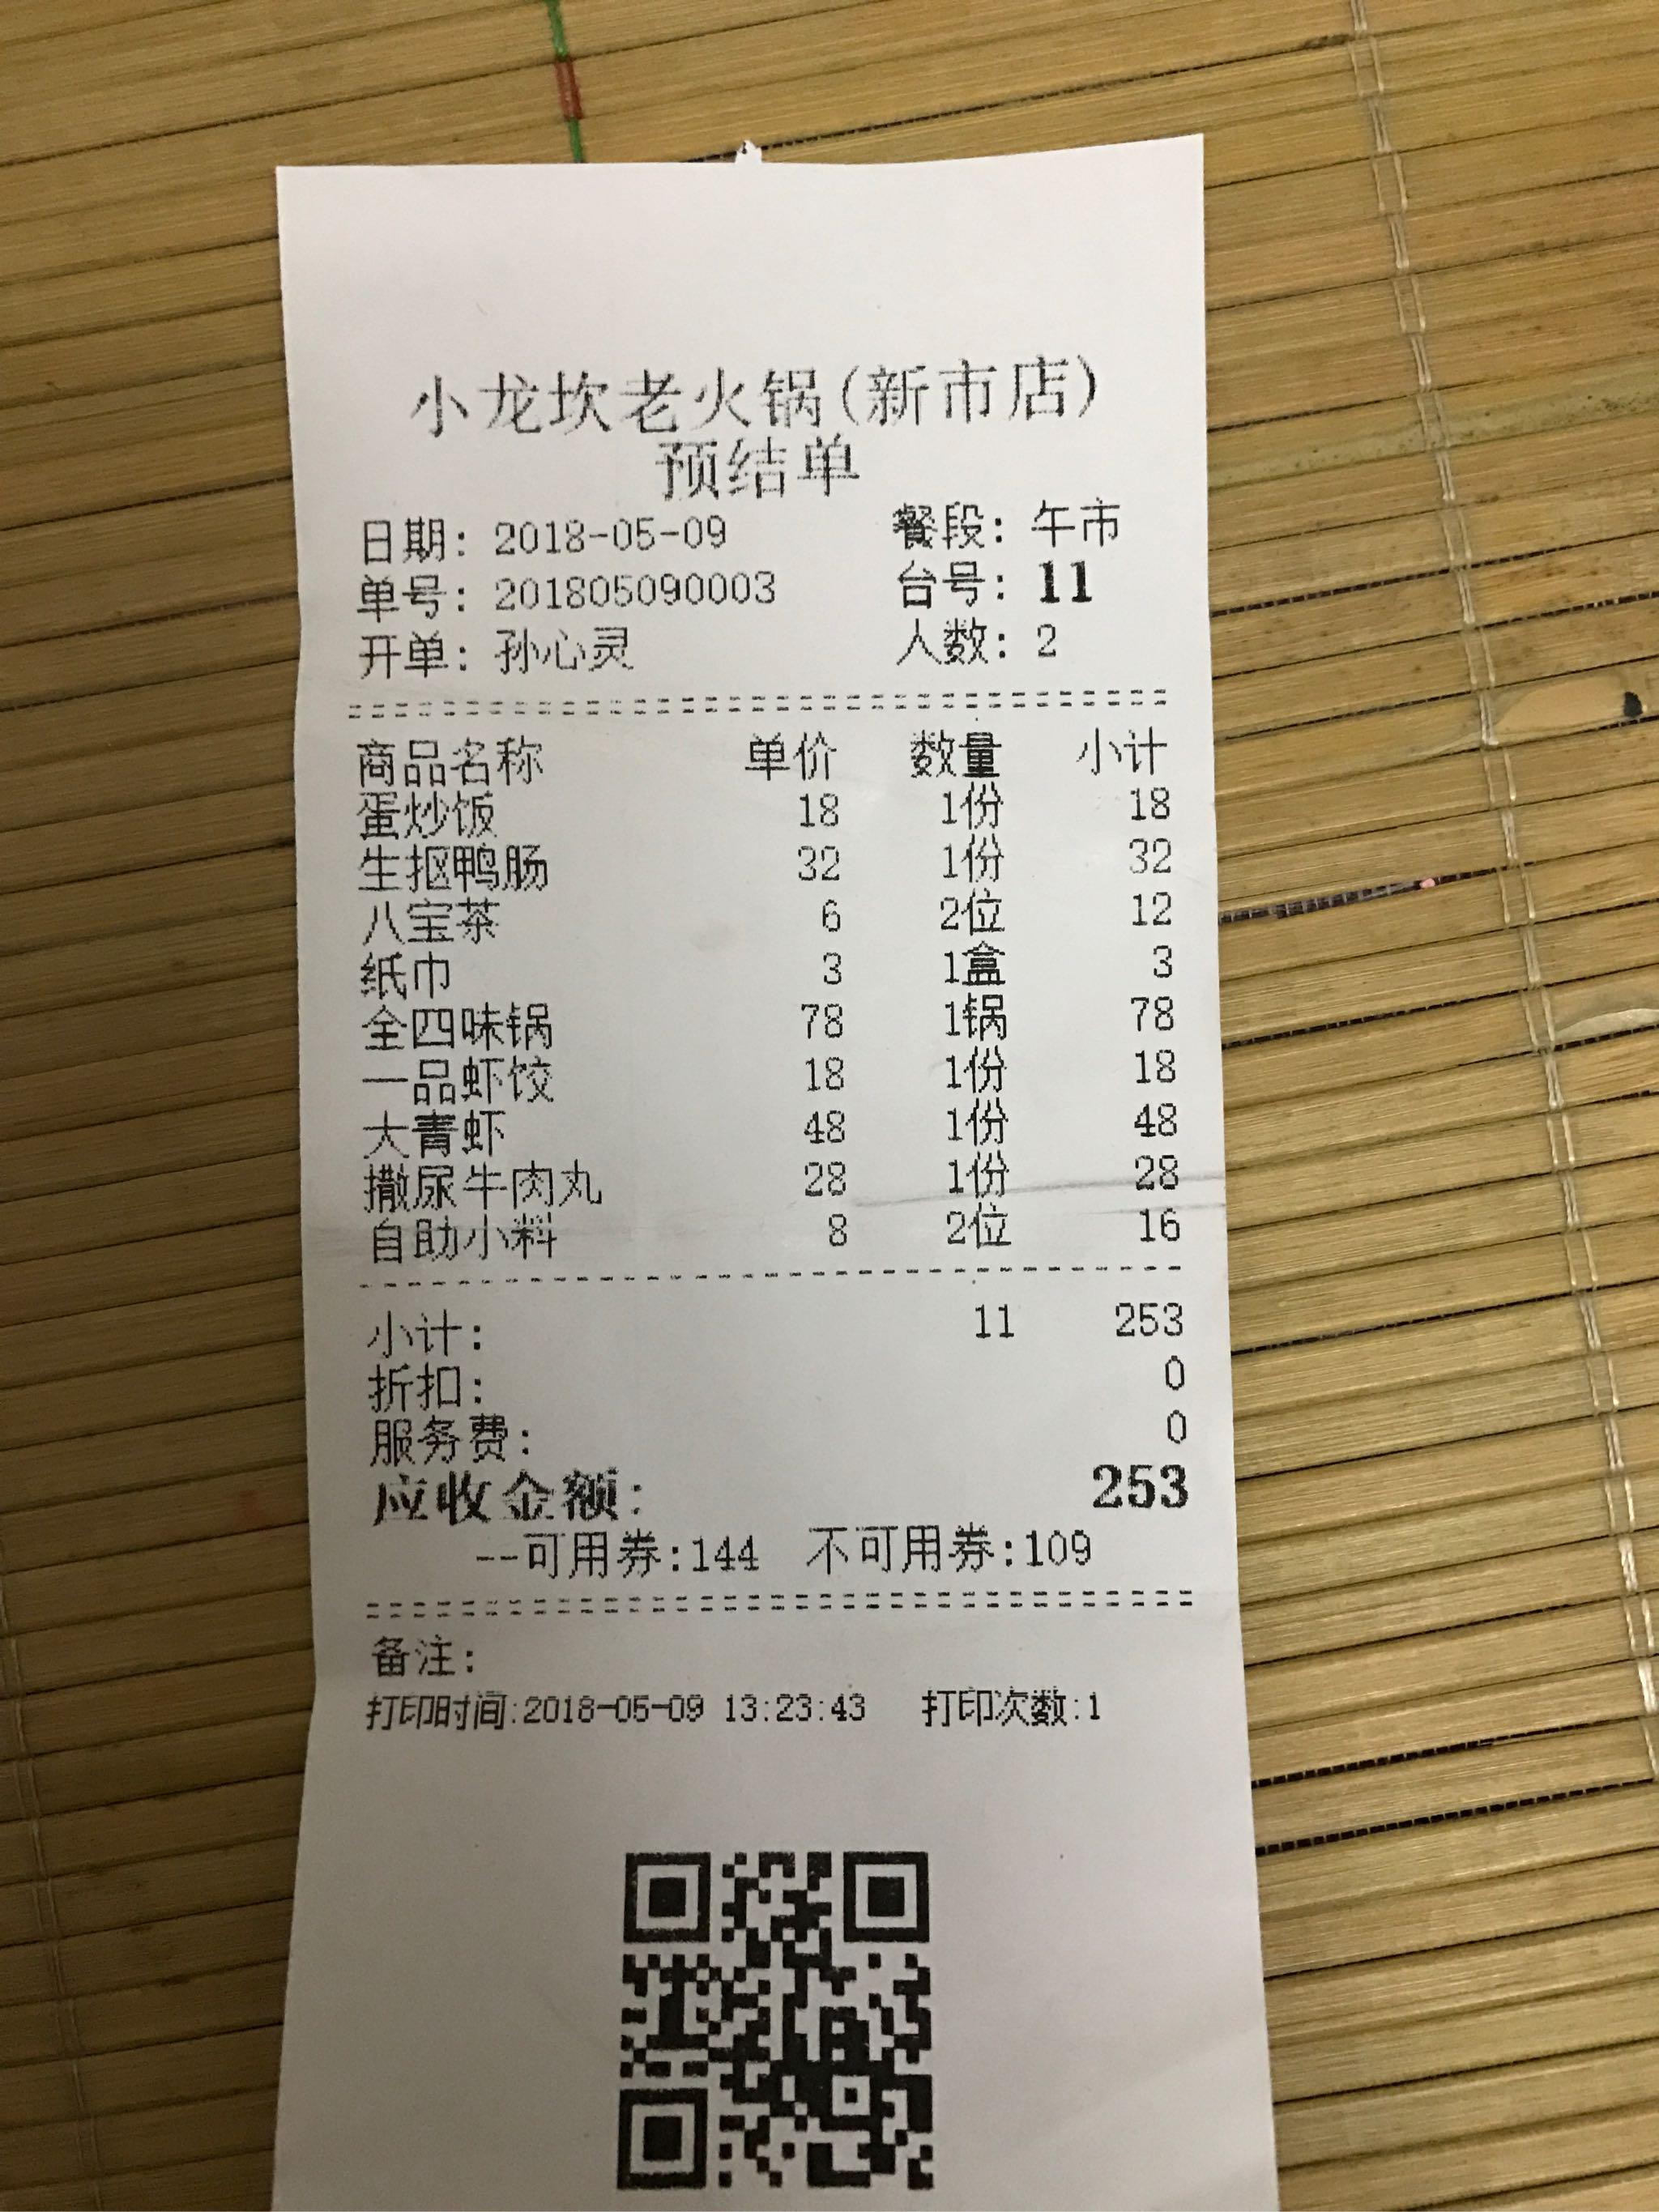 小龙坎老火锅(新市店)
预结单
日期: 2018-05-09 餐段: 午市
单号: 201805090003 台号: 11
开单: 孙心灵 人数: 2
商品名称 单价 数量 小计
蛋炒饭 18 1份 18
生抠鸭肠 32 1份 32
八宝茶 6 2位 12
纸巾 3 1盒 3
全四味锅 78 1锅 78
一品虾饺 18 1份 18
大青虾 48 1份 48
撒尿牛肉丸 28 1份 28
自助小料 8 2位 16
小计: 11 253
折扣: 0
服务费: 0
应收金额: 253
--可用券:144 不可用券:109
备注:
打印时间:2018-05-09 13:23:43 打印次数:1